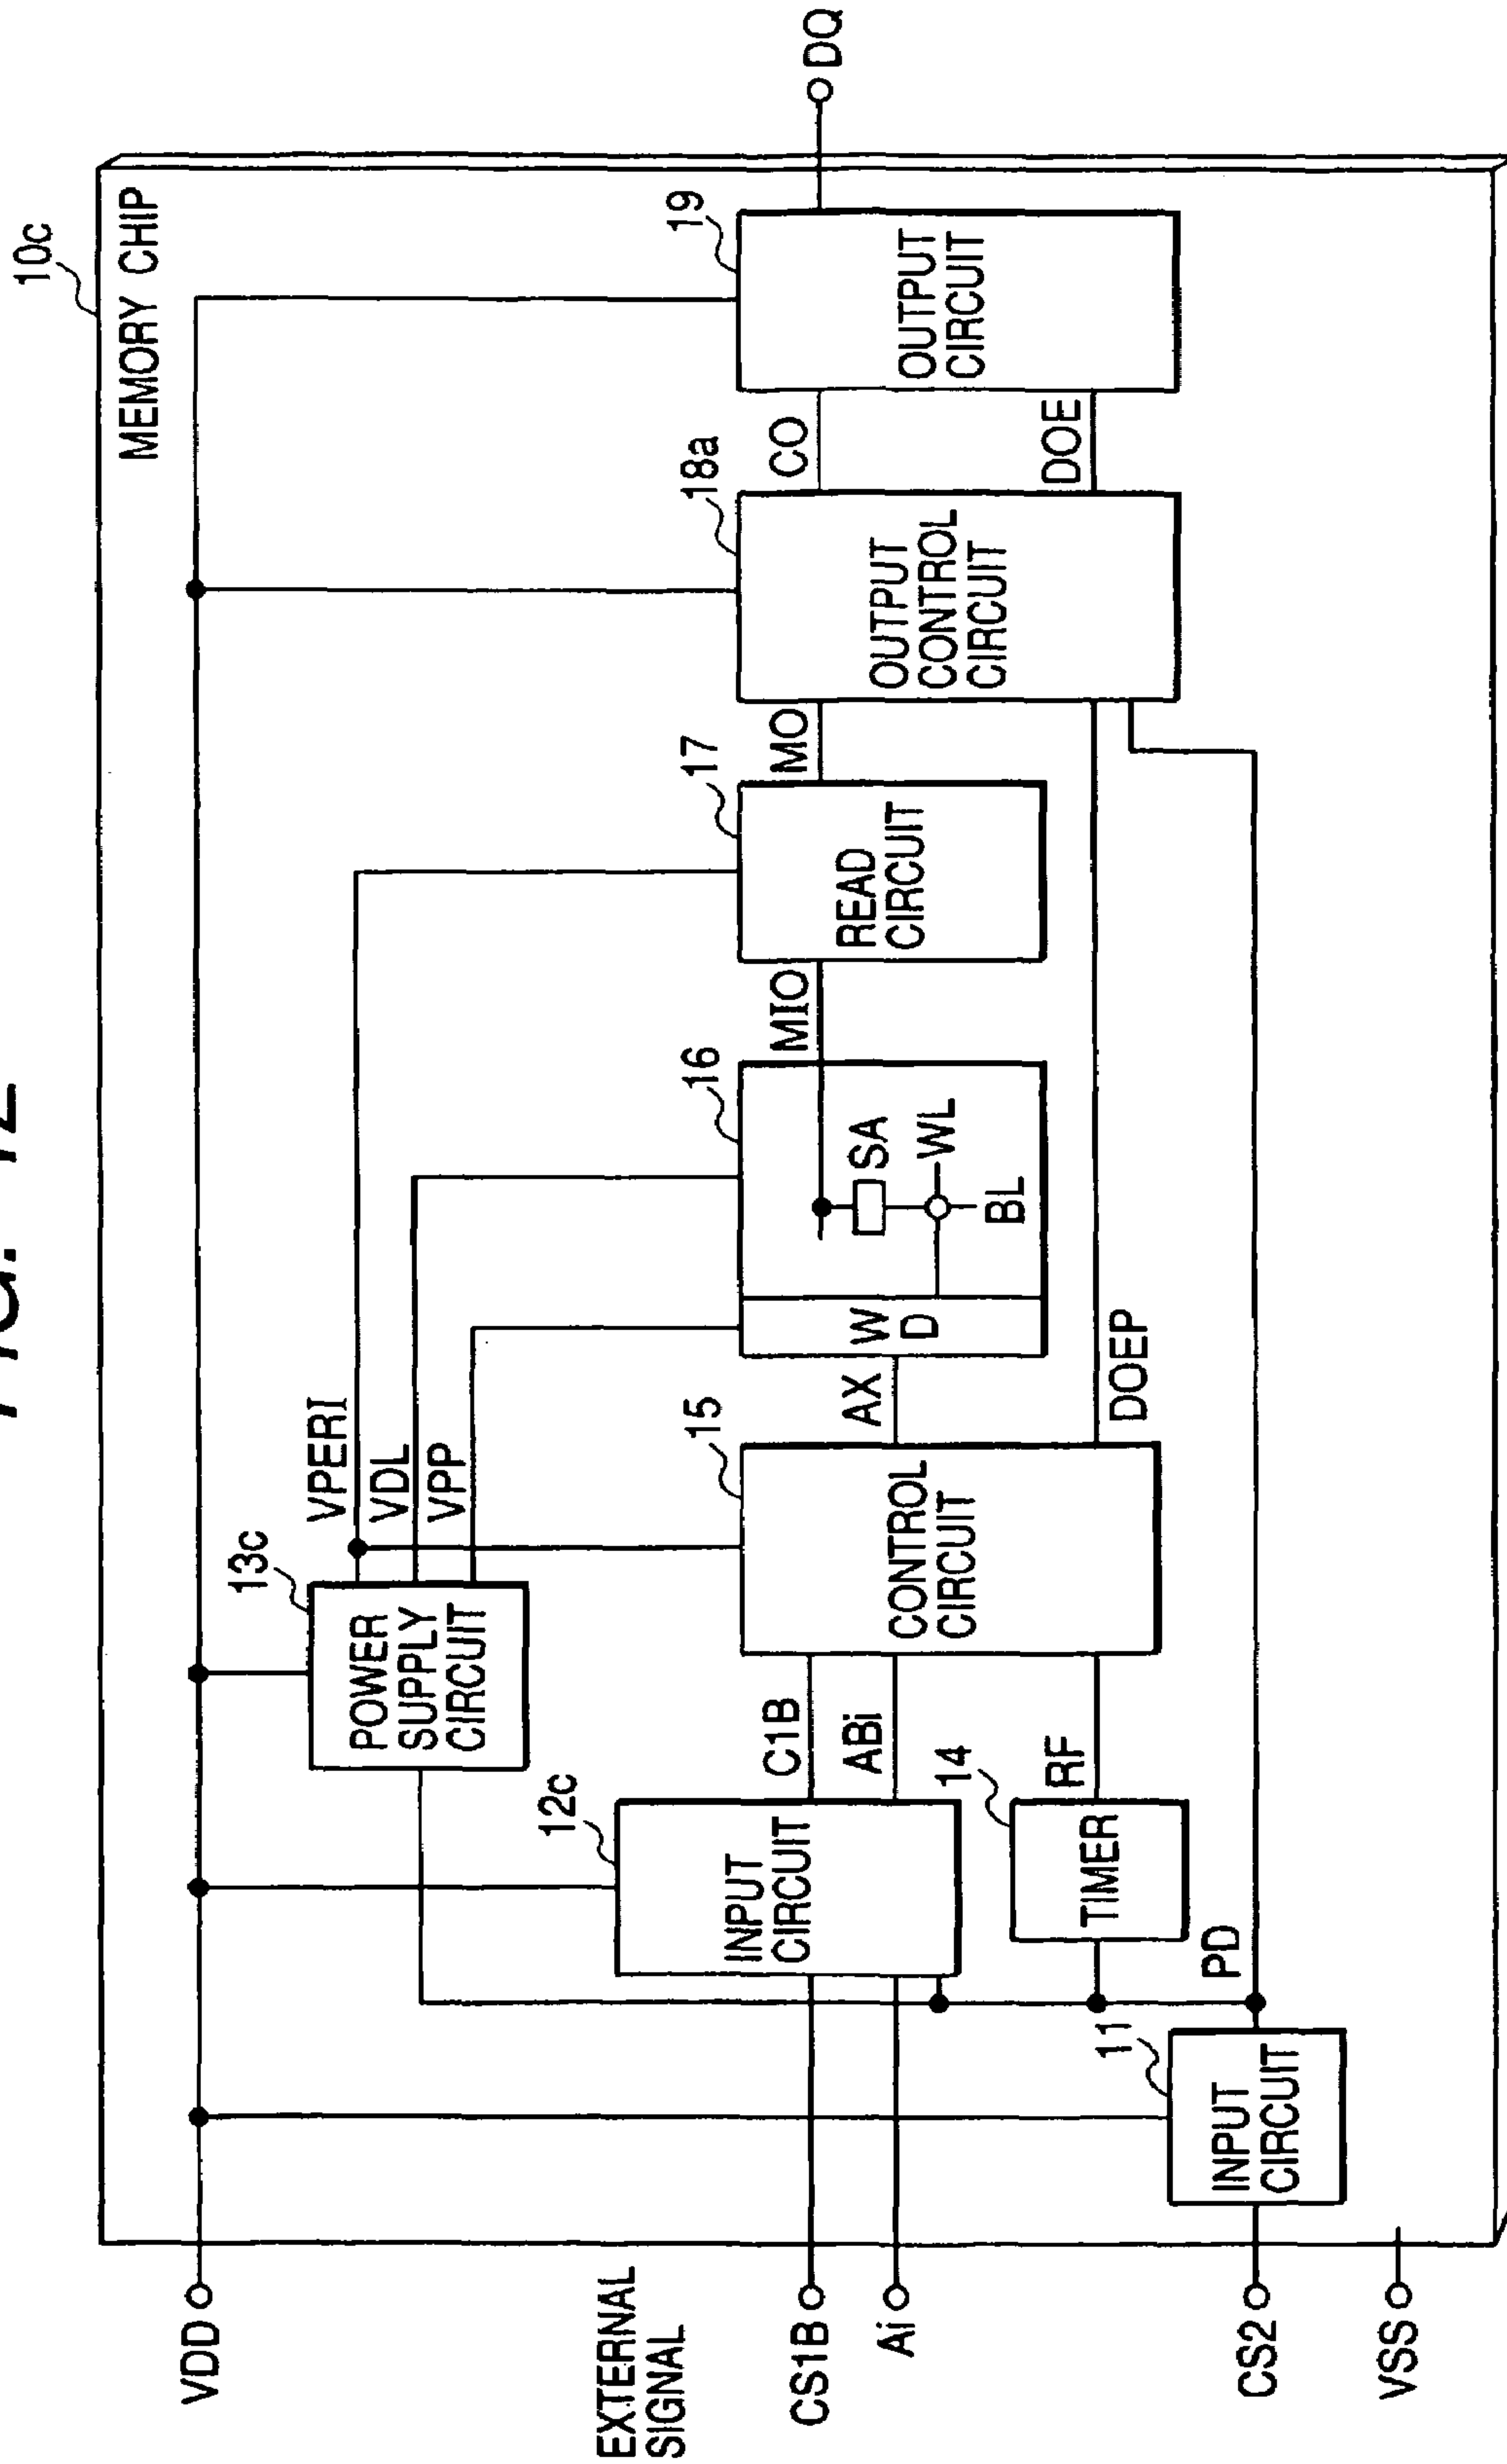 FIG. 12
10c
MEMORY CHIP
VDD
EXTERNAL
SIGNAL
CS1B
Ai
CS2
VSS
11
INPUT
CIRCUIT
PD
12c
INPUT
CIRCUIT
C1B
ABi
14
TIMER
RF
13c
POWER
SUPPLY
CIRCUIT
VPERI
VDL
VPP
15
CONTROL
CIRCUIT
AX
DOEP
16
W
D
SA
WL
BL
MIO
17
READ
CIRCUIT
MO
18a
OUTPUT
CONTROL
CIRCUIT
CO
DOE
19
OUTPUT
CIRCUIT
DQ